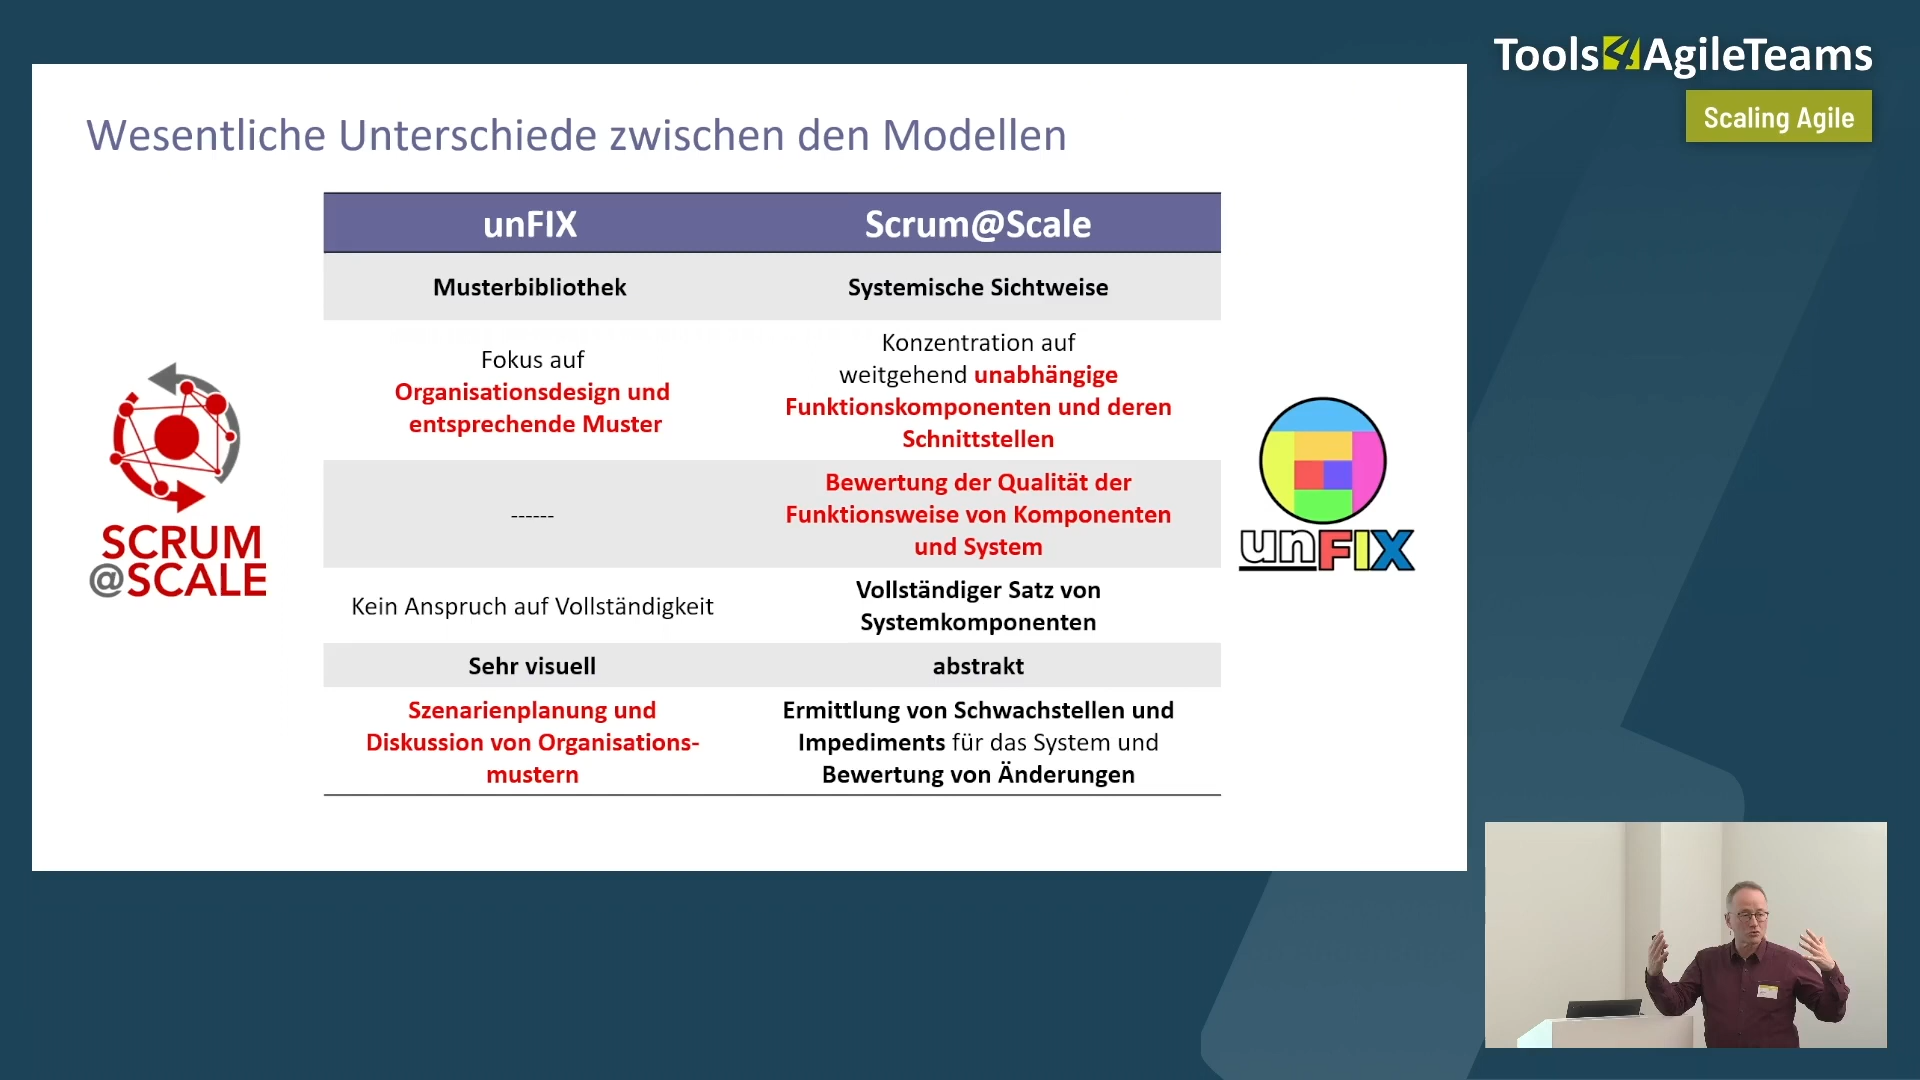 Tools4AgileTeams
Scaling Agile
Wesentliche Unterschiede zwischen den Modellen
unFIX
Scrum@Scale
Musterbibliothek
Systemische Sichtweise
Fokus auf
Organisationsdesign und
entsprechende Muster
Konzentration auf
weitgehend unabhängige
Funktionskomponenten und deren
Schnittstellen
------
Bewertung der Qualität der
Funktionsweise von Komponenten
und System
Kein Anspruch auf Vollständigkeit
Vollständiger Satz von
Systemkomponenten
Sehr visuell
abstrakt
Szenarienplanung und
Diskussion von Organisations-
mustern
Ermittlung von Schwachstellen und
Impediments für das System und
Bewertung von Änderungen
SCRUM
@SCALE
unFIX